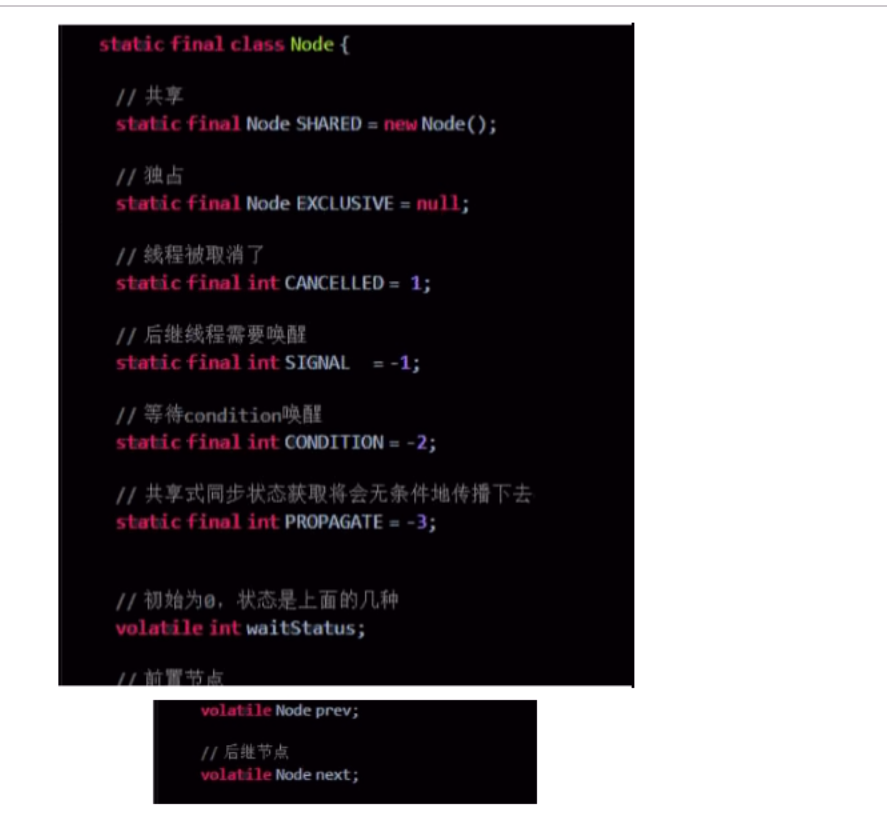 static final class Node {
// 共享
static final Node SHARED = new Node();
// 独占
static final Node EXCLUSIVE = null;
// 线程被取消了
static final int CANCELLED = 1;
// 后继线程需要唤醒
static final int SIGNAL = -1;
// 等待condition唤醒
static final int CONDITION = -2;
// 共享式同步状态获取将会无条件地传播下去
static final int PROPAGATE = -3;
// 初始为0，状态是上面的几种
volatile int waitStatus;
// 前置节点
volatile Node prev;
// 后继节点
volatile Node next;